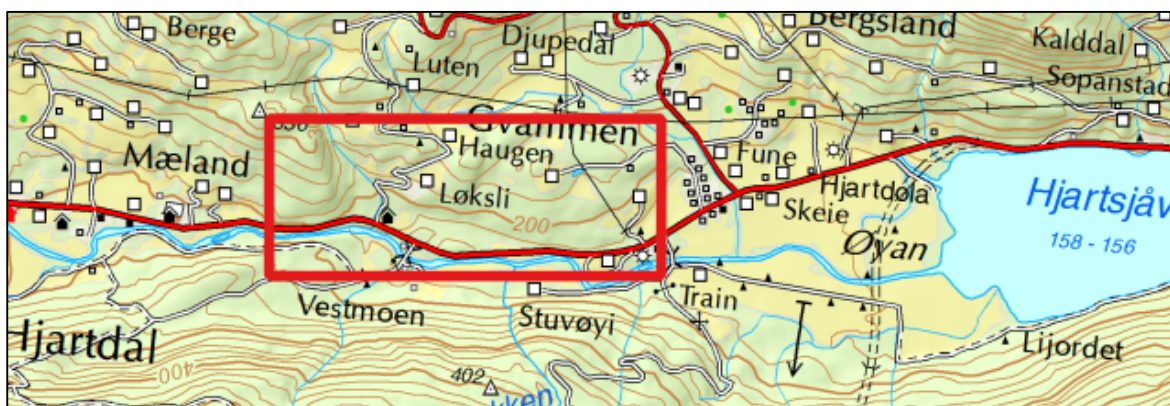 Berge
Djupedal
Bergsland
Kalddal
Luten
Sopanstad
Gvammen
Mæland
Haugen
Fune
Løksli
Hjartdøla
Hjartsjåv
200
Skeie
158 - 156
Øyan
Vestmoen
Stuvøyi
Train
Hjartdal
Lijordet
400
402